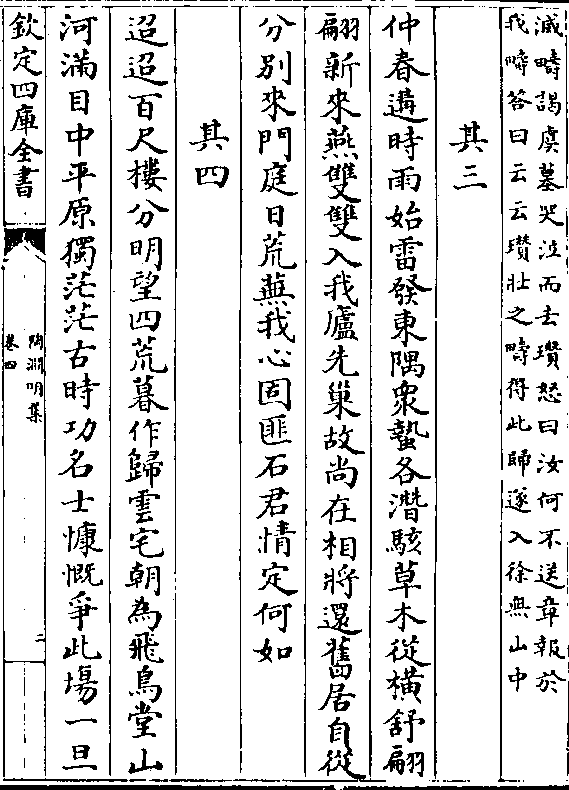 滅疇謁虞墓哭泣而去瓚怒曰汝何不送章報於
我疇荅曰云云瓚壯之疇得此歸遂入徐無山中
其三
仲春遘時雨始雷發東隅衆蟄各潛駭草木從横舒翩
翩新來燕雙雙入我廬先巢故尚在相將還舊居自從
分別來門庭日荒蕪我心固匪石君情定何如
其四
迢迢百尺樓分明望四荒暮作歸雲宅朝為飛鳥堂山
河滿目中平原獨茫茫古時功名士慷慨爭此場一旦
欽定四庫全書
陶淵明集
卷四
二